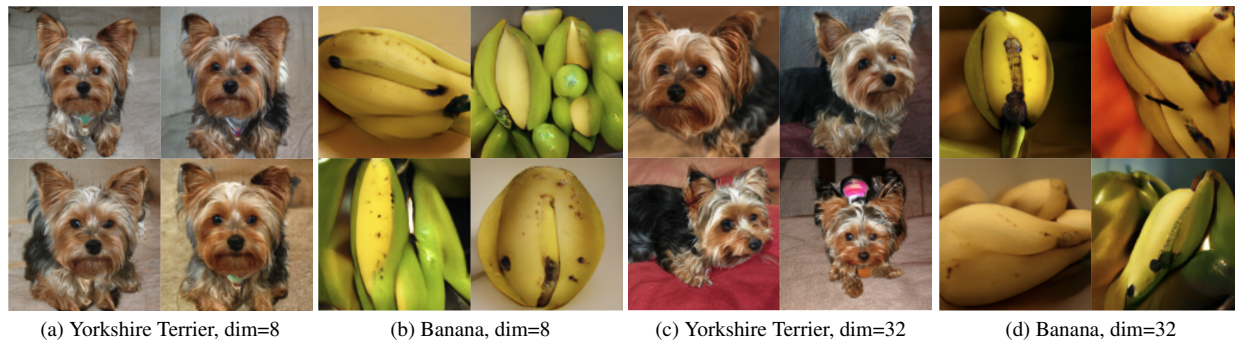 (a) Yorkshire Terrier, dim=8
(b) Banana, dim=8
(c) Yorkshire Terrier, dim=32
(d) Banana, dim=32